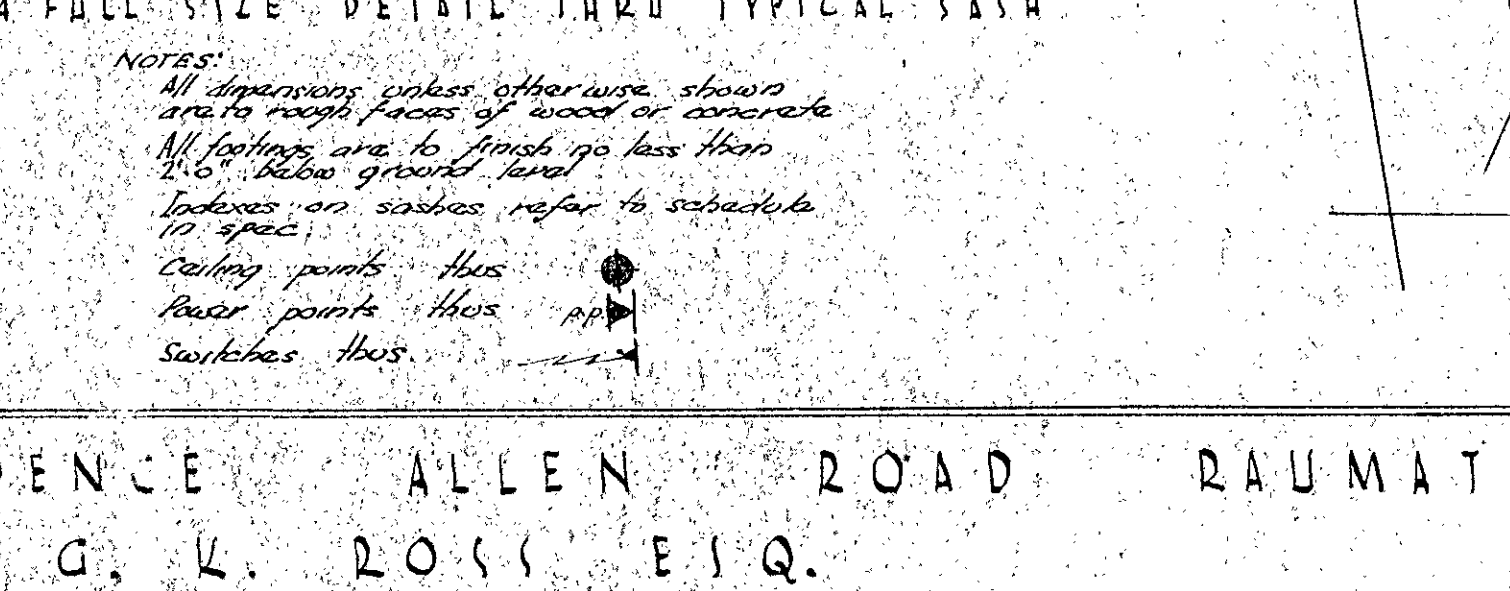 FULL SIZE DETAIL THRU TYPICAL SASH
NOTES:
All dimensions unless otherwise shown
are to rough faces of wood or concrete
All footings are to finish no less than
2'0" below ground level
Indexes on sashes refer to schedule
in spec.
Ceiling points thus
Power points thus p.p.
Switches thus.
DENCE ALLEN ROAD RAUMAT
G. K. ROSS ESQ.